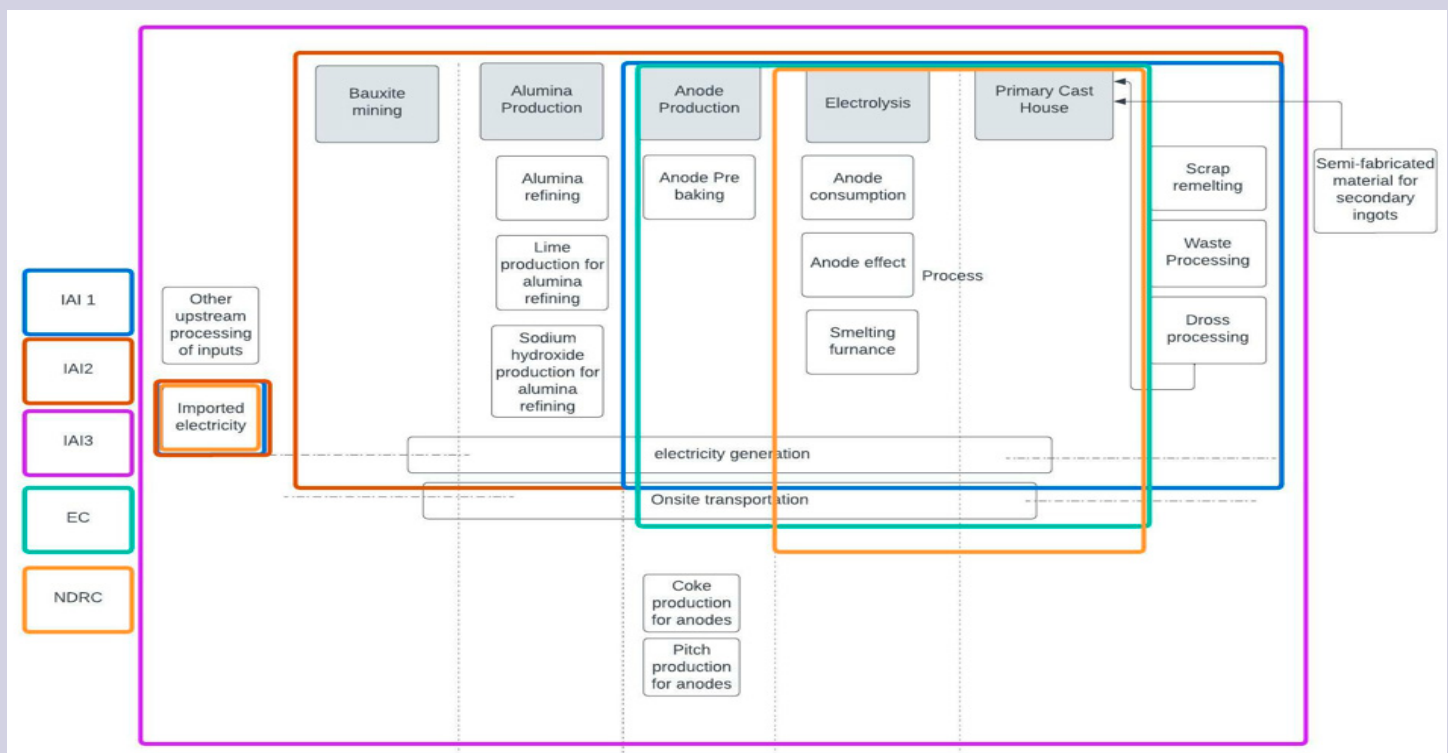 Bauxite
mining
Alumina
Production
Anode
Production
Electrolysis
Primary Cast
House
Alumina
refining
Lime
production for
alumina
refining
Sodium
hydroxide
production for
alumina
refining
Anode Pre
baking
Anode
consumption
Anode effect
Process
Smelting
furnance
Scrap
remelting
Waste
Processing
Dross
processing
Semi-fabricated
material for
secondary
ingots
IAI 1
IAI2
IAI3
EC
NDRC
Other
upstream
processing
of inputs
Imported
electricity
electricity generation
Onsite transportation
Coke
production
for anodes
Pitch
production
for anodes